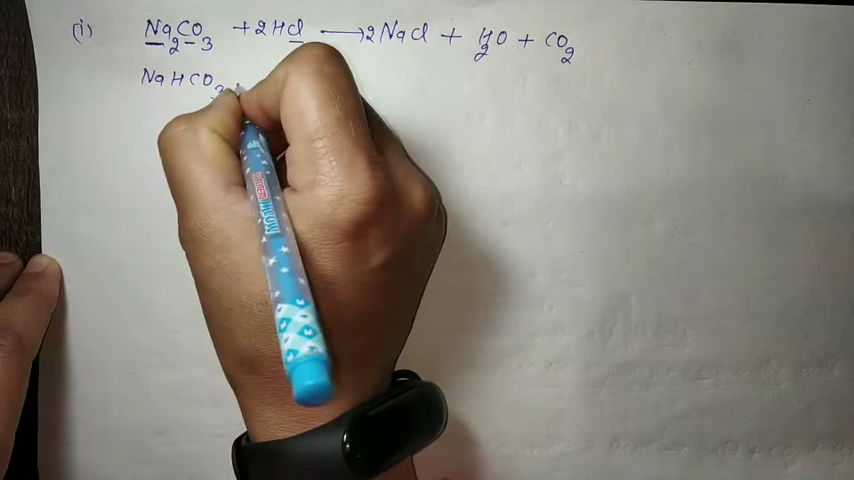 (i) Na₂CO₃ + 2HCl ⟶ 2NaCl + H₂O + CO₂
NaHCO₃